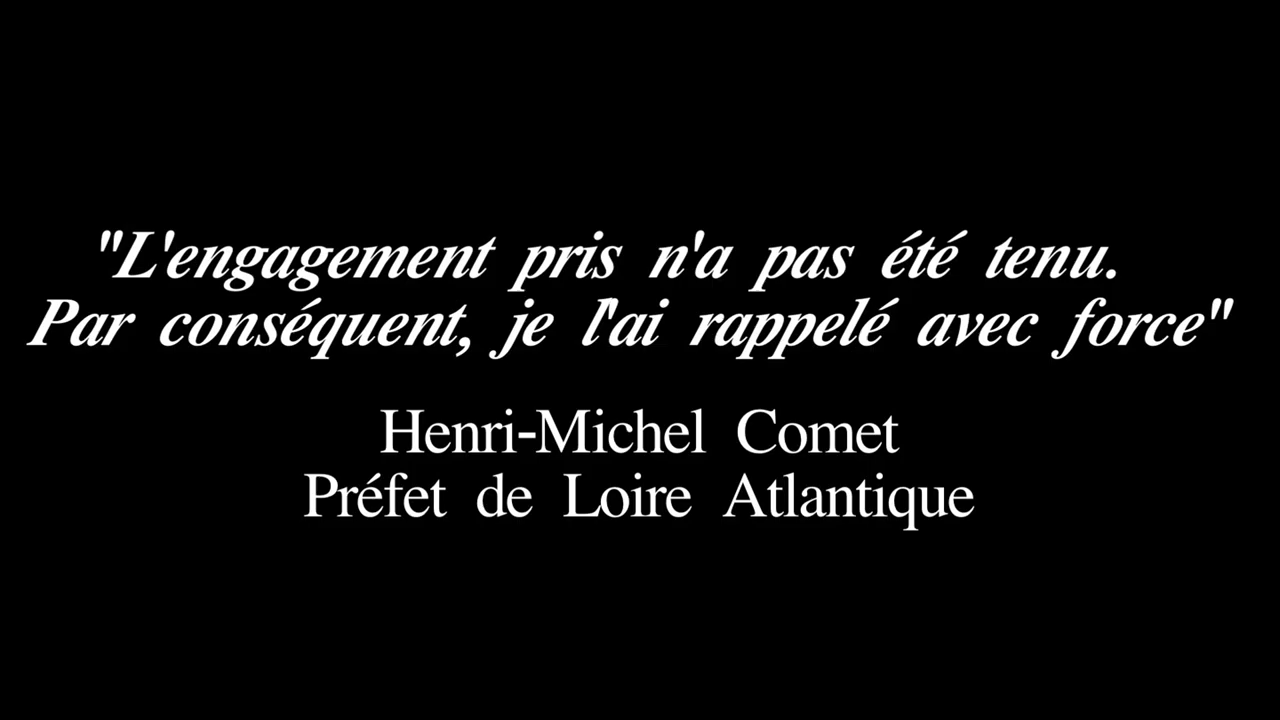 "L'engagement pris n'a pas été tenu.
Par conséquent, je l'ai rappelé avec force"
Henri-Michel Comet
Préfet de Loire Atlantique